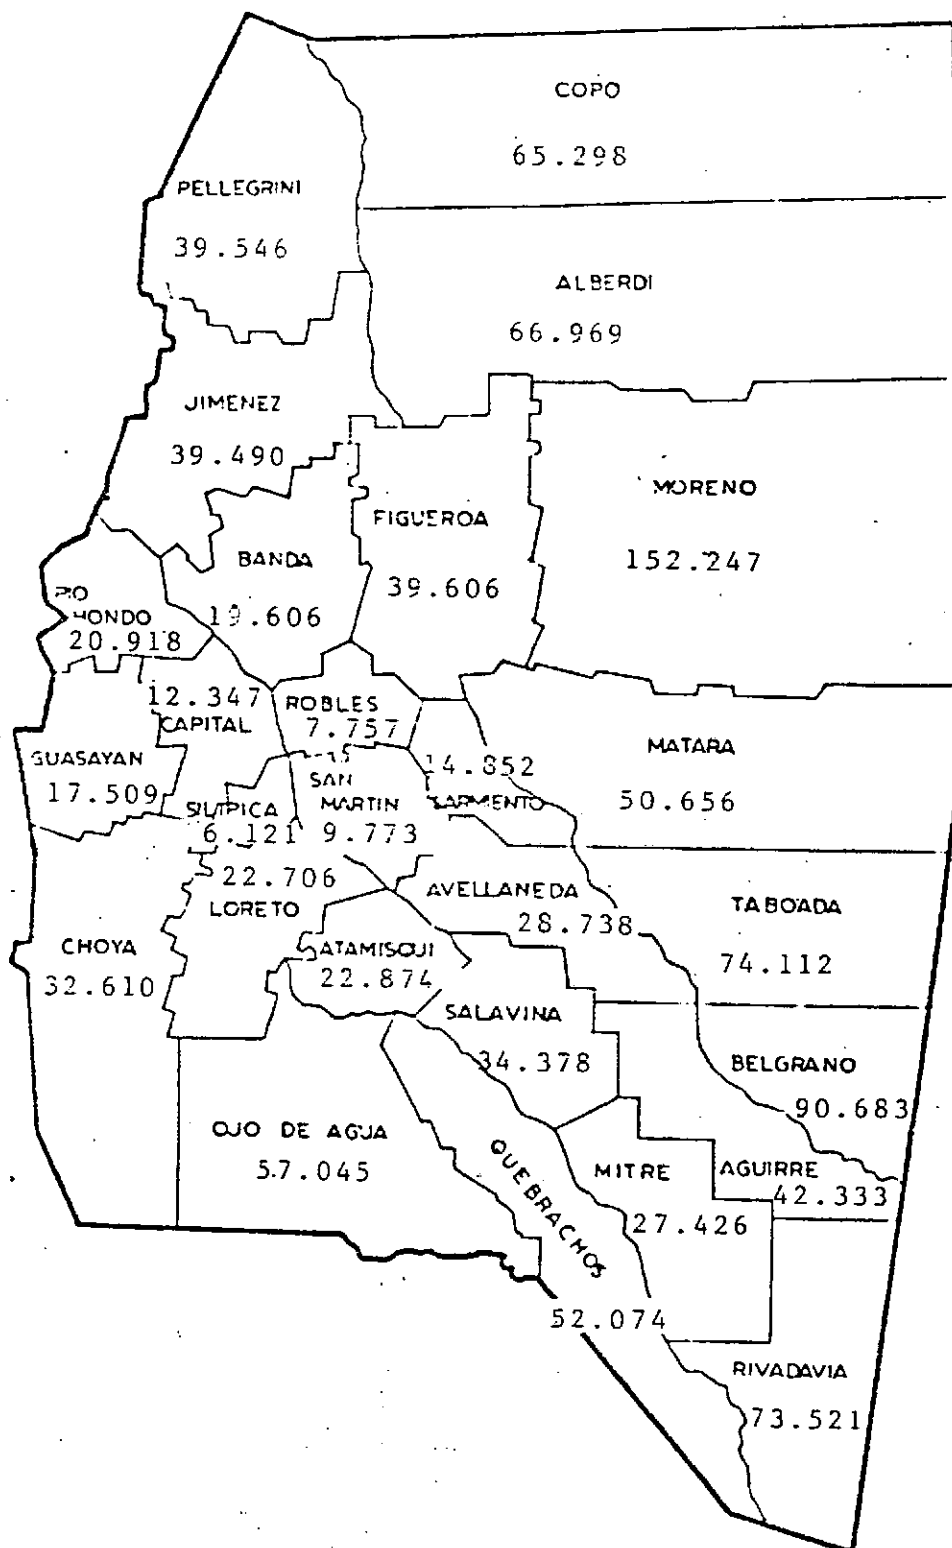 COPO
65.298
PELLEGRINI
39.546
ALBERDI
66.969
JIMENEZ
39.490
MORENO
152.247
FIGUEROA
39.606
BANDA
19.606
RIO
HONDO
20.918
12.347
CAPITAL
ROBLES
7.757
MATARA
50.656
GUASAYAN
17.509
14.852
SARMIENTO
SAN
MARTIN
9.773
SILIPICA
6.121
22.706
LORETO
AVELLANEDA
28.738
TABOADA
74.112
CHOYA
32.610
ATAMISQUI
22.874
SALAVINA
34.378
BELGRANO
90.683
OJO DE AGUA
57.045
QUEBRACHOS
52.074
MITRE
27.426
AGUIRRE
42.333
RIVADAVIA
73.521